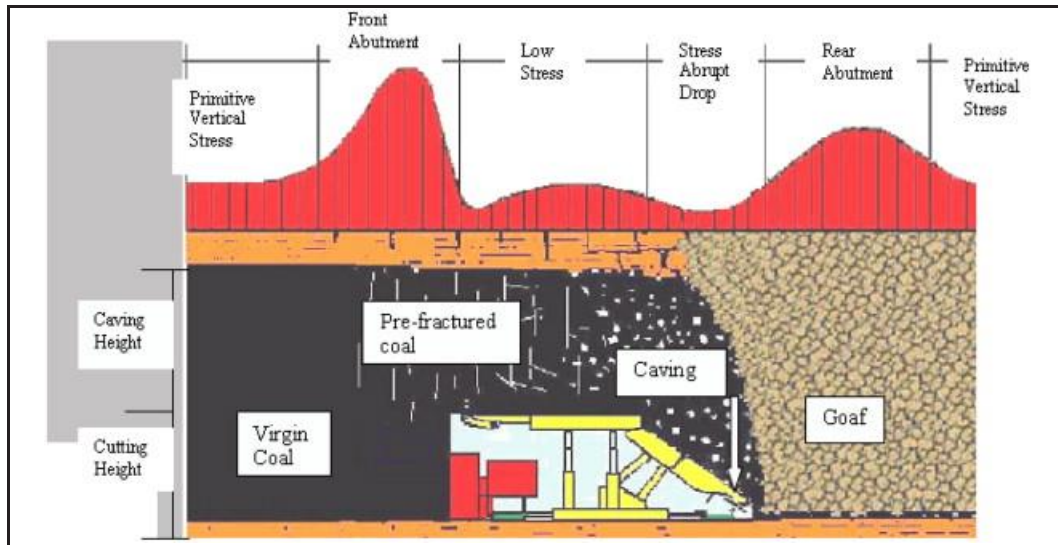 Front
Abutment
Low
Stress
Stress
Abrupt
Drop
Rear
Abutment
Primitive
Vertical
Stress
Primitive
Vertical
Stress
Caving
Height
Pre-fractured
coal
Caving
Goaf
Virgin
Coal
Cutting
Height